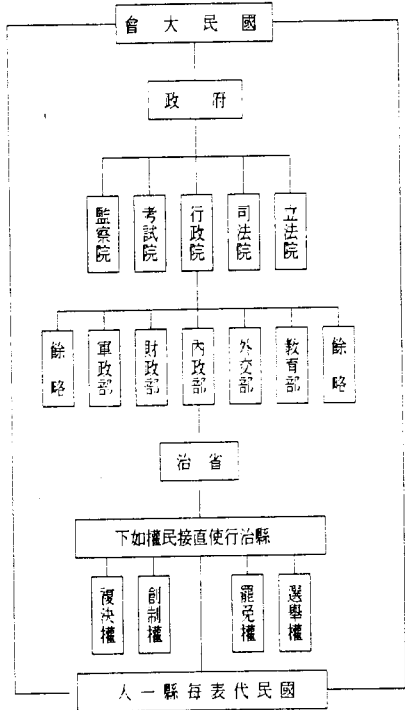 國民大會
政府
立法院
司法院
行政院
考試院
監察院
餘略
教育部
外交部
內政部
財政部
軍政部
餘略
省治
縣治行使直接民權如下
選舉權
罷免權
創制權
複決權
國民代表每縣一人